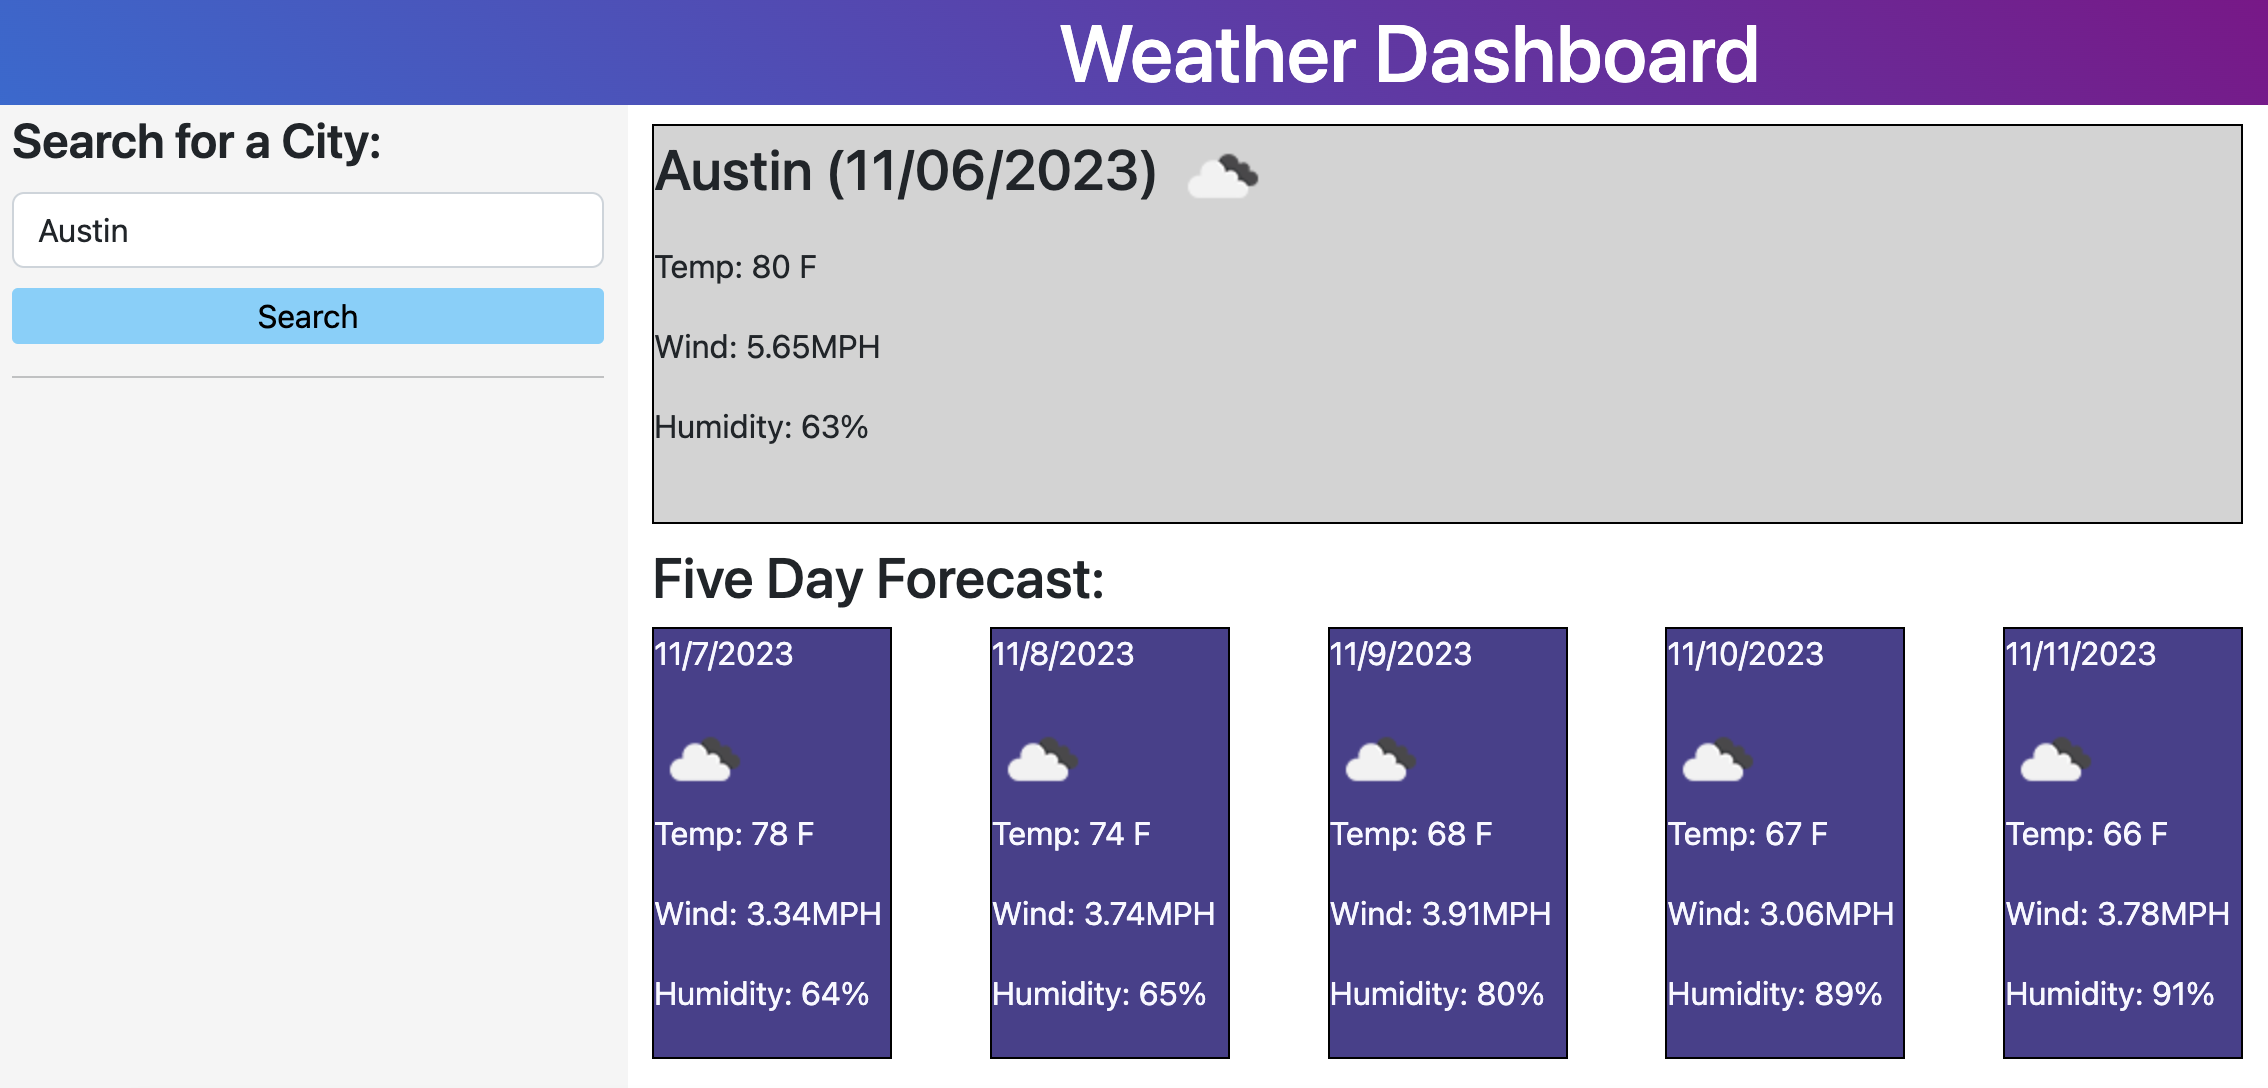 Weather Dashboard
Search for a City:
Austin
Search
Austin (11/06/2023)
Temp: 80 F
Wind: 5.65MPH
Humidity: 63%
Five Day Forecast:
11/7/2023
Temp: 78 F
Wind: 3.34MPH
Humidity: 64%
11/8/2023
Temp: 74 F
Wind: 3.74MPH
Humidity: 65%
11/9/2023
Temp: 68 F
Wind: 3.91MPH
Humidity: 80%
11/10/2023
Temp: 67 F
Wind: 3.06MPH
Humidity: 89%
11/11/2023
Temp: 66 F
Wind: 3.78MPH
Humidity: 91%